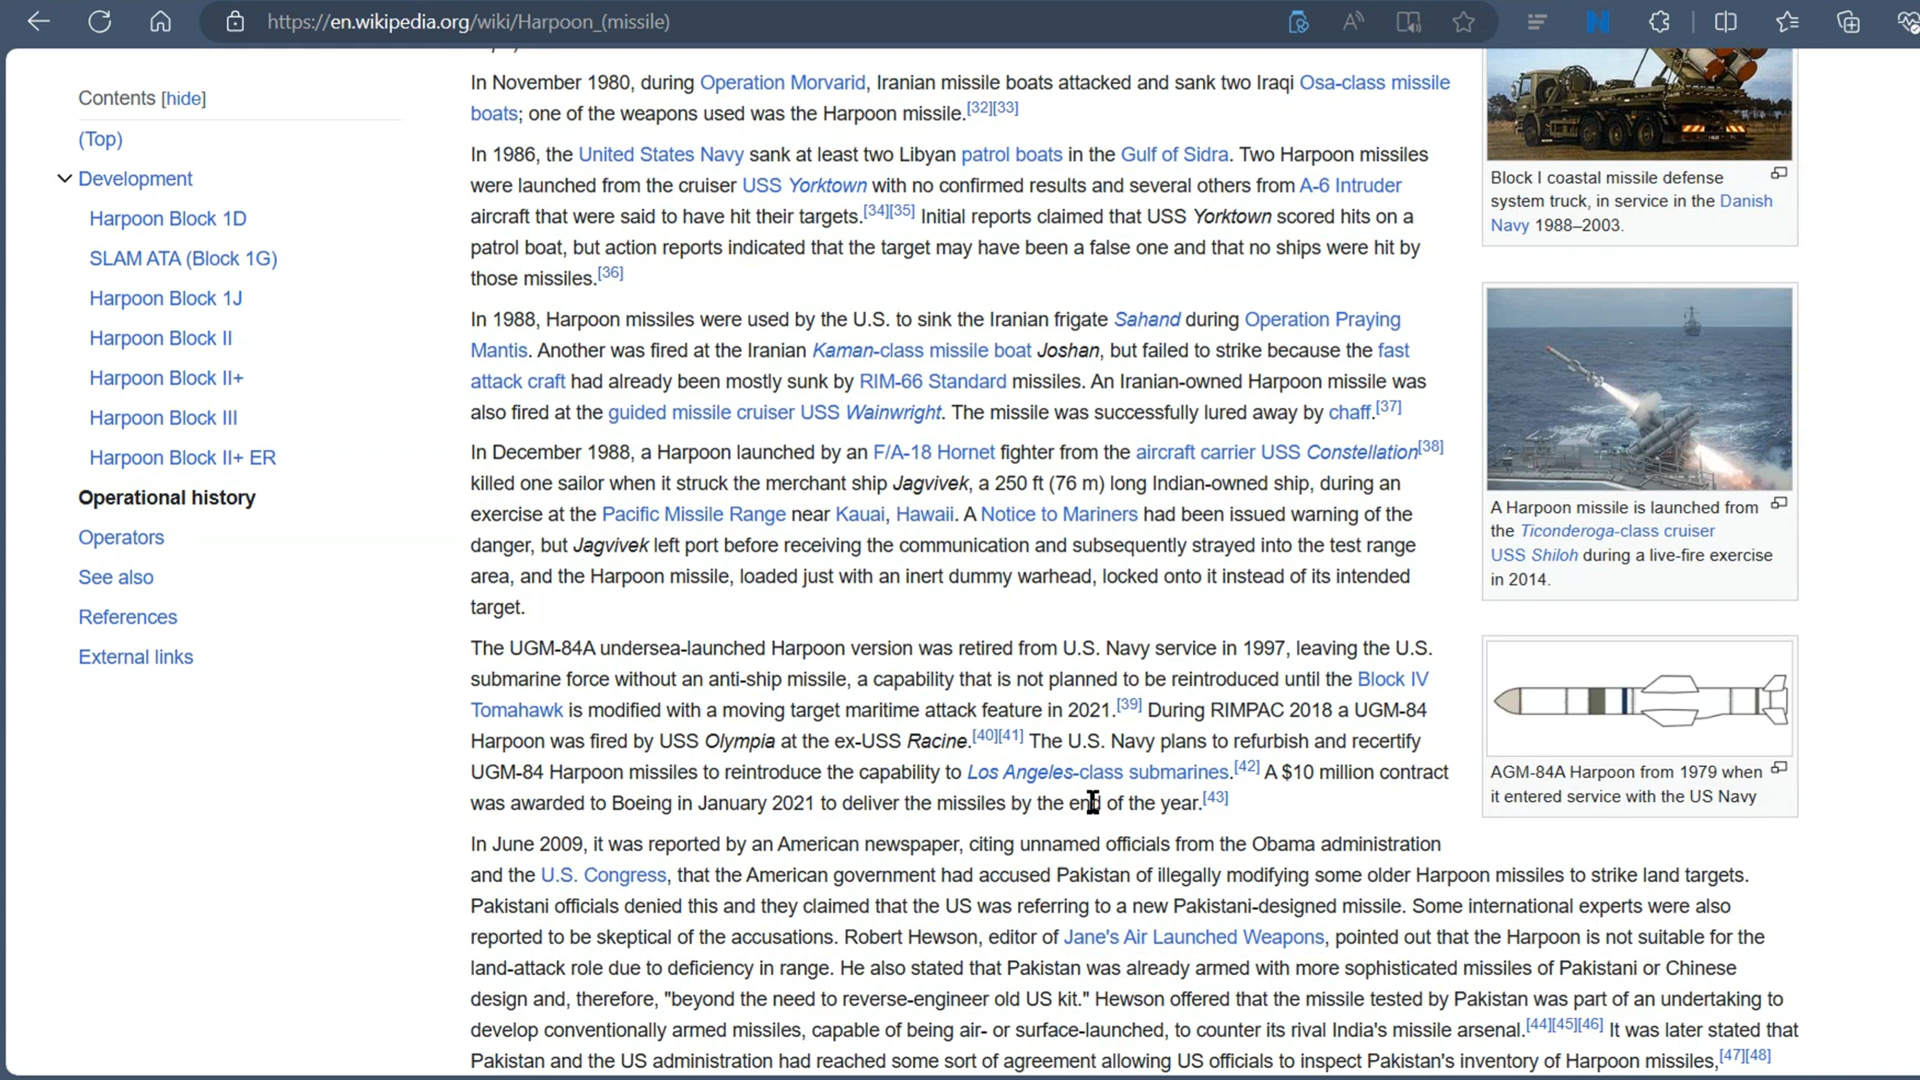 https://en.wikipedia.org/wiki/Harpoon_(missile)
Contents [hide]
(Top)
Development
Harpoon Block 1D
SLAM ATA (Block 1G)
Harpoon Block 1J
Harpoon Block II
Harpoon Block II+
Harpoon Block III
Harpoon Block II+ ER
Operational history
Operators
See also
References
External links
In November 1980, during Operation Morvarid, Iranian missile boats attacked and sank two Iraqi Osa-class missile
boats; one of the weapons used was the Harpoon missile.[32][33]
In 1986, the United States Navy sank at least two Libyan patrol boats in the Gulf of Sidra. Two Harpoon missiles
were launched from the cruiser USS Yorktown with no confirmed results and several others from A-6 Intruder
aircraft that were said to have hit their targets.[34][35] Initial reports claimed that USS Yorktown scored hits on a
patrol boat, but action reports indicated that the target may have been a false one and that no ships were hit by
those missiles.[36]
In 1988, Harpoon missiles were used by the U.S. to sink the Iranian frigate Sahand during Operation Praying
Mantis. Another was fired at the Iranian Kaman-class missile boat Joshan, but failed to strike because the fast
attack craft had already been mostly sunk by RIM-66 Standard missiles. An Iranian-owned Harpoon missile was
also fired at the guided missile cruiser USS Wainwright. The missile was successfully lured away by chaff.[37]
In December 1988, a Harpoon launched by an F/A-18 Hornet fighter from the aircraft carrier USS Constellation[38]
killed one sailor when it struck the merchant ship Jagvivek, a 250 ft (76 m) long Indian-owned ship, during an
exercise at the Pacific Missile Range near Kauai, Hawaii. A Notice to Mariners had been issued warning of the
danger, but Jagvivek left port before receiving the communication and subsequently strayed into the test range
area, and the Harpoon missile, loaded just with an inert dummy warhead, locked onto it instead of its intended
target.
The UGM-84A undersea-launched Harpoon version was retired from U.S. Navy service in 1997, leaving the U.S.
submarine force without an anti-ship missile, a capability that is not planned to be reintroduced until the Block IV
Tomahawk is modified with a moving target maritime attack feature in 2021.[39] During RIMPAC 2018 a UGM-84
Harpoon was fired by USS Olympia at the ex-USS Racine.[40][41] The U.S. Navy plans to refurbish and recertify
UGM-84 Harpoon missiles to reintroduce the capability to Los Angeles-class submarines.[42] A $10 million contract
was awarded to Boeing in January 2021 to deliver the missiles by the end of the year.[43]
In June 2009, it was reported by an American newspaper, citing unnamed officials from the Obama administration
and the U.S. Congress, that the American government had accused Pakistan of illegally modifying some older Harpoon missiles to strike land targets.
Pakistani officials denied this and they claimed that the US was referring to a new Pakistani-designed missile. Some international experts were also
reported to be skeptical of the accusations. Robert Hewson, editor of Jane's Air Launched Weapons, pointed out that the Harpoon is not suitable for the
land-attack role due to deficiency in range. He also stated that Pakistan was already armed with more sophisticated missiles of Pakistani or Chinese
design and, therefore, "beyond the need to reverse-engineer old US kit." Hewson offered that the missile tested by Pakistan was part of an undertaking to
develop conventionally armed missiles, capable of being air- or surface-launched, to counter its rival India's missile arsenal.[44][45][46] It was later stated that
Pakistan and the US administration had reached some sort of agreement allowing US officials to inspect Pakistan's inventory of Harpoon missiles,[47][48]
Block I coastal missile defense
system truck, in service in the Danish
Navy 1988–2003.
A Harpoon missile is launched from
the Ticonderoga-class cruiser
USS Shiloh during a live-fire exercise
in 2014.
AGM-84A Harpoon from 1979 when
it entered service with the US Navy